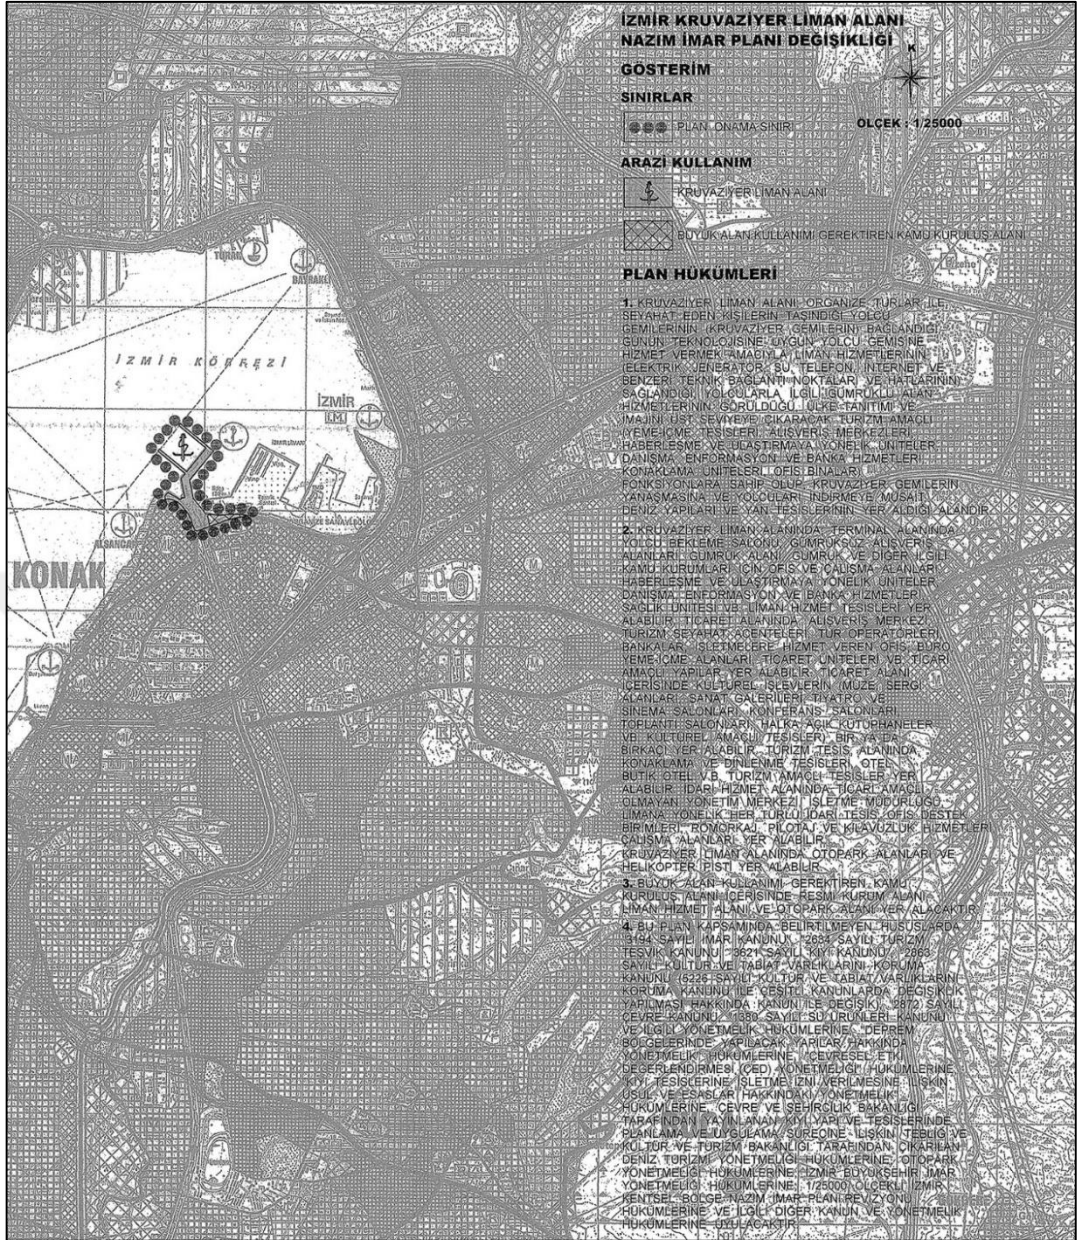 İZMİR KRUVAZİYER LİMAN ALANI
NAZIM İMAR PLANI DEĞİŞİKLİĞİ
K
GÖSTERİM
SINIRLAR
PLAN ONAMA SINIRI
ÖLÇEK : 1/25000
ARAZİ KULLANIM
KRUVAZİYER LİMAN ALANI
BÜYÜK ALAN KULLANIMI GEREKTİREN KAMU KURULUŞ ALANI
PLAN HÜKÜMLERİ
1. KRUVAZİYER LİMAN ALANI; ORGANİZE TURLAR İLE
SEYAHAT EDEN KİŞİLERİN TAŞINDIĞI YOLCU
GEMİLERİNİN (KRUVAZİYER GEMİLERİN) BAĞLANDIĞI
GÜNÜN TEKNOLOJİSİNE UYGUN YOLCU GEMİSİNE
HİZMET VERMEK AMACIYLA LİMAN HİZMETLERİNİN
(ELEKTRİK, JENERATÖR, SU, TELEFON, İNTERNET VE
BENZERİ TEKNİK BAĞLANTI NOKTALARI VE HATLARININ)
SAĞLANDIĞI, YOLCULARLA İLGİLİ GÜMRÜKLÜ ALAN
HİZMETLERİNİN GÖRÜLDÜĞÜ, ÜLKE TANITIMI VE
İMAJINI ÜST SEVİYEYE ÇIKARACAK TURİZM AMAÇLI
(YEME-İÇME TESİSLERİ, ALIŞVERİŞ MERKEZLERİ,
HABERLEŞME VE ULAŞTIRMAYA YÖNELİK ÜNİTELER,
DANIŞMA, ENFORMASYON VE BANKA HİZMETLERİ,
KONAKLAMA ÜNİTELERİ, OFİS BİNALARI)
FONKSİYONLARA SAHİP OLUP, KRUVAZİYER GEMİLERİN
YANAŞMASINA VE YOLCULARI İNDİRMEYE MÜSAİT
DENİZ YAPILARI VE YAN TESİSLERİNİN YER ALDIĞI ALANDIR.
2. KRUVAZİYER LİMAN ALANINDA; TERMİNAL ALANINDA
YOLCU BEKLEME SALONU, GÜMRÜKSÜZ ALIŞVERİŞ
ALANLARI, GÜMRÜK ALANI, GÜMRÜK VE DİĞER İLGİLİ
KAMU KURUMLARI İÇİN OFİS VE ÇALIŞMA ALANLARI,
HABERLEŞME VE ULAŞTIRMAYA YÖNELİK ÜNİTELER,
DANIŞMA, ENFORMASYON VE BANKA HİZMETLERİ,
SAĞLIK ÜNİTESİ VB. LİMAN HİZMET TESİSLERİ YER
ALABİLİR. TİCARET ALANINDA; ALIŞVERİŞ MERKEZİ,
TURİZM SEYAHAT ACENTELERİ, TUR OPERATÖRLERİ,
BANKALAR, İŞLETMELERE HİZMET VEREN OFİS, BÜRO
YEME-İÇME ALANLARI, TİCARET ÜNİTELERİ VB. TİCARİ
AMAÇLI YAPILAR YER ALABİLİR. TİCARET ALANI
İÇERİSİNDE KÜLTÜREL İŞLEVLERİN (MÜZE, SERGİ
ALANLARI, SANAT GALERİLERİ, TİYATRO VE
SİNEMA SALONLARI, KONFERANS SALONLARI
TOPLANTI SALONLARI, HALKA AÇIK KÜTÜPHANELER
VB. KÜLTÜREL AMAÇLI TESİSLER) BİR YA DA
BİRKAÇI YER ALABİLİR. TURİZM TESİS ALANINDA
KONAKLAMA VE DİNLENME TESİSLERİ, OTEL,
BUTİK OTEL V.B. TURİZM AMAÇLI TESİSLER YER
ALABİLİR. İDARİ HİZMET ALANINDA; TİCARİ AMAÇLI
OLMAYAN YÖNETİM MERKEZİ, İŞLETME MÜDÜRLÜĞÜ,
LİMANA YÖNELİK HER TÜRLÜ İDARİ TESİS, OFİS, DESTEK
BİRİMLERİ, ROMÖRKAJ, PİLOTAJ VE KILAVUZLUK HİZMETLERİ
ÇALIŞMA ALANLARI YER ALABİLİR.
KRUVAZİYER LİMAN ALANINDA OTOPARK ALANLARI VE
HELİKOPTER PİSTİ YER ALABİLİR.
3. BÜYÜK ALAN KULLANIMI GEREKTİREN KAMU
KURULUŞ ALANI İÇERİSİNDE RESMİ KURUM ALANI,
LİMAN HİZMET ALANI VE OTOPARK ALANI YER ALACAKTIR.
4. BU PLAN KAPSAMINDA BELİRTİLMEYEN HUSUSLARDA
3194 SAYILI İMAR KANUNU, 2634 SAYILI TURİZM
TEŞVİK KANUNU, 3621 SAYILI KIYI KANUNU, 2863
SAYILI KÜLTÜR VE TABİAT VARLIKLARINI KORUMA
KANUNU (5226 SAYILI KÜLTÜR VE TABİAT VARLIKLARIN
KORUMA KANUNU İLE ÇEŞİTLİ KANUNLARDA DEĞİŞİKLİK
YAPILMASI HAKKINDA KANUN İLE DEĞİŞİK), 2872 SAYILI
ÇEVRE KANUNU, 1380 SAYILI SU ÜRÜNLERİ KANUNU
VE İLGİLİ YÖNETMELİK HÜKÜMLERİNE, "DEPREM
BÖLGELERİNDE YAPILACAK YAPILAR HAKKINDA
YÖNETMELİK" HÜKÜMLERİNE, "ÇEVRESEL ETKİ
DEĞERLENDİRMESİ (ÇED) YÖNETMELİĞİ" HÜKÜMLERİNE,
"KIYI TESİSLERİNE İŞLETME İZNİ VERİLMESİNE İLİŞKİN
USUL VE ESASLAR HAKKINDAKİ YÖNETMELİK"
HÜKÜMLERİNE, ÇEVRE VE ŞEHİRCİLİK BAKANLIĞI
TARAFINDAN YAYINLANAN KIYI YAPI VE TESİSLERİNDE
PLANLAMA VE UYGULAMA SÜRECİNE İLİŞKİN TEBLİĞ VE
KÜLTÜR VE TURİZM BAKANLIĞI TARAFINDAN ÇIKARILAN
DENİZ TURİZMİ YÖNETMELİĞİ HÜKÜMLERİNE, OTOPARK
YÖNETMELİĞİ HÜKÜMLERİNE, İZMİR BÜYÜKŞEHİR İMAR
YÖNETMELİĞİ HÜKÜMLERİNE, 1/25000 ÖLÇEKLİ İZMİR
KENTSEL BÖLGE NAZIM İMAR PLANI REVİZYONU
HÜKÜMLERİNE VE İLGİLİ DİĞER KANUN VE YÖNETMELİK
HÜKÜMLERİNE UYULACAKTIR.
TURAN
BAYRAKLI
İZMİR KÖRFEZİ
İZMİR
ALSANCAK
KONAK